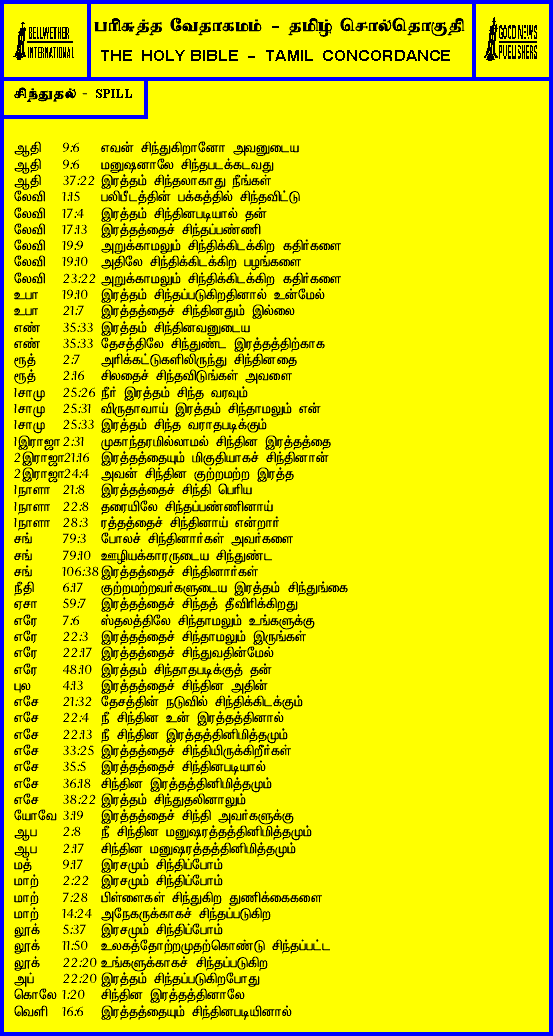 BELLWETHER
INTERNATIONAL
பரிசுத்த வேதாகமம் - தமிழ் சொல்தொகுதி
THE HOLY BIBLE - TAMIL CONCORDANCE
GOOD NEWS
PUBLISHERS
சிந்துதல் - SPILL
ஆதி 9:6 எவன் சிந்துகிறானோ அவனுடைய
ஆதி 9:6 மனுஷனாலே சிந்தபடக்கடவது
ஆதி 37:22 இரத்தம் சிந்தலாகாது நீங்கள்
லேவி 1:15 பலிபீடத்தின் பக்கத்தில் சிந்தவிட்டு
லேவி 17:4 இரத்தம் சிந்தினபடியால் தன்
லேவி 17:13 இரத்தத்தைச் சிந்தப்பண்ணி
லேவி 19:9 அறுக்காமலும் சிந்திக்கிடக்கிற கதிர்களை
லேவி 19:10 அதிலே சிந்திக்கிடக்கிற பழங்களை
லேவி 23:22 அறுக்காமலும் சிந்திக்கிடக்கிற கதிர்களை
உபா 19:10 இரத்தம் சிந்தப்படுகிறதினால் உன்மேல்
உபா 21:7 இரத்தத்தைச் சிந்தினதும் இல்லை
எண் 35:33 இரத்தம் சிந்தினவனுடைய
எண் 35:33 தேசத்திலே சிந்துண்ட இரத்தத்திற்காக
ரூத் 2:7 அரிக்கட்டுகளிலிருந்து சிந்தினதை
ரூத் 2:16 சிலதைச் சிந்தவிடுங்கள் அவளை
1சாமு 25:26 நீர் இரத்தம் சிந்த வரவும்
1சாமு 25:31 விருதாவாய் இரத்தம் சிந்தாமலும் என்
1சாமு 25:33 இரத்தம் சிந்த வராதபடிக்கும்
1இராஜா 2:31 முகாந்தரமில்லாமல் சிந்தின இரத்தத்தை
2இராஜா 21:16 இரத்தத்தையும் மிகுதியாகச் சிந்தினான்
2இராஜா 24:4 அவன் சிந்தின குற்றமற்ற இரத்த
1நாளா 21:8 இரத்தத்தைச் சிந்தி பெரிய
1நாளா 22:8 தரையிலே சிந்தப்பண்ணினாய்
1நாளா 28:3 ரத்தத்தைச் சிந்தினாய் என்றார்
சங் 79:3 போலச் சிந்தினார்கள் அவர்களை
சங் 79:10 ஊழியக்காரருடைய சிந்துண்ட
சங் 106:38 இரத்தத்தைச் சிந்தினார்கள்
நீதி 6:17 குற்றமற்றவர்களுடைய இரத்தம் சிந்துங்கை
ஏசா 59:7 இரத்தத்தைச் சிந்தத் தீவிரிக்கிறது
எரே 7:6 ஸ்தலத்திலே சிந்தாமலும் உங்களுக்கு
எரே 22:3 இரத்தத்தைச் சிந்தாமலும் இருங்கள்
எரே 22:17 இரத்தத்தைச் சிந்துவதின்மேல்
எரே 48:10 இரத்தம் சிந்தாதபடிக்குத் தன்
புல 4:13 இரத்தத்தைச் சிந்தின அதின்
எசே 21:32 தேசத்தின் நடுவில் சிந்திக்கிடக்கும்
எசே 22:4 நீ சிந்தின உன் இரத்தத்தினால்
எசே 22:13 நீ சிந்தின இரத்தத்தினிமித்தமும்
எசே 33:25 இரத்தத்தைச் சிந்தியிருக்கிறீர்கள்
எசே 35:5 இரத்தத்தைச் சிந்தினபடியால்
எசே 36:18 சிந்தின இரத்தத்தினிமித்தமும்
எசே 38:22 இரத்தம் சிந்துதலினாலும்
யோவே 3:19 இரத்தத்தைச் சிந்தி அவர்களுக்கு
ஆப 2:8 நீ சிந்தின மனுஷரத்தத்தினிமித்தமும்
ஆப 2:17 சிந்தின மனுஷரத்தத்தினிமித்தமும்
மத் 9:17 இரசமும் சிந்திப்போம்
மாற் 2:22 இரசமும் சிந்திப்போம்
மாற் 7:28 பிள்ளைகள் சிந்துகிற துணிக்கைகளை
மாற் 14:24 அநேகருக்காகச் சிந்தப்படுகிற
லூக் 5:37 இரசமும் சிந்திப்போம்
லூக் 11:50 உலகத்தோற்றமுதற்கொண்டு சிந்தப்பட்ட
லூக் 22:20 உங்களுக்காகச் சிந்தப்படுகிற
அப் 22:20 இரத்தம் சிந்தப்படுகிறபோது
கொலே 1:20 சிந்தின இரத்தத்தினாலே
வெளி 16:6 இரத்தத்தையும் சிந்தினபடியினால்